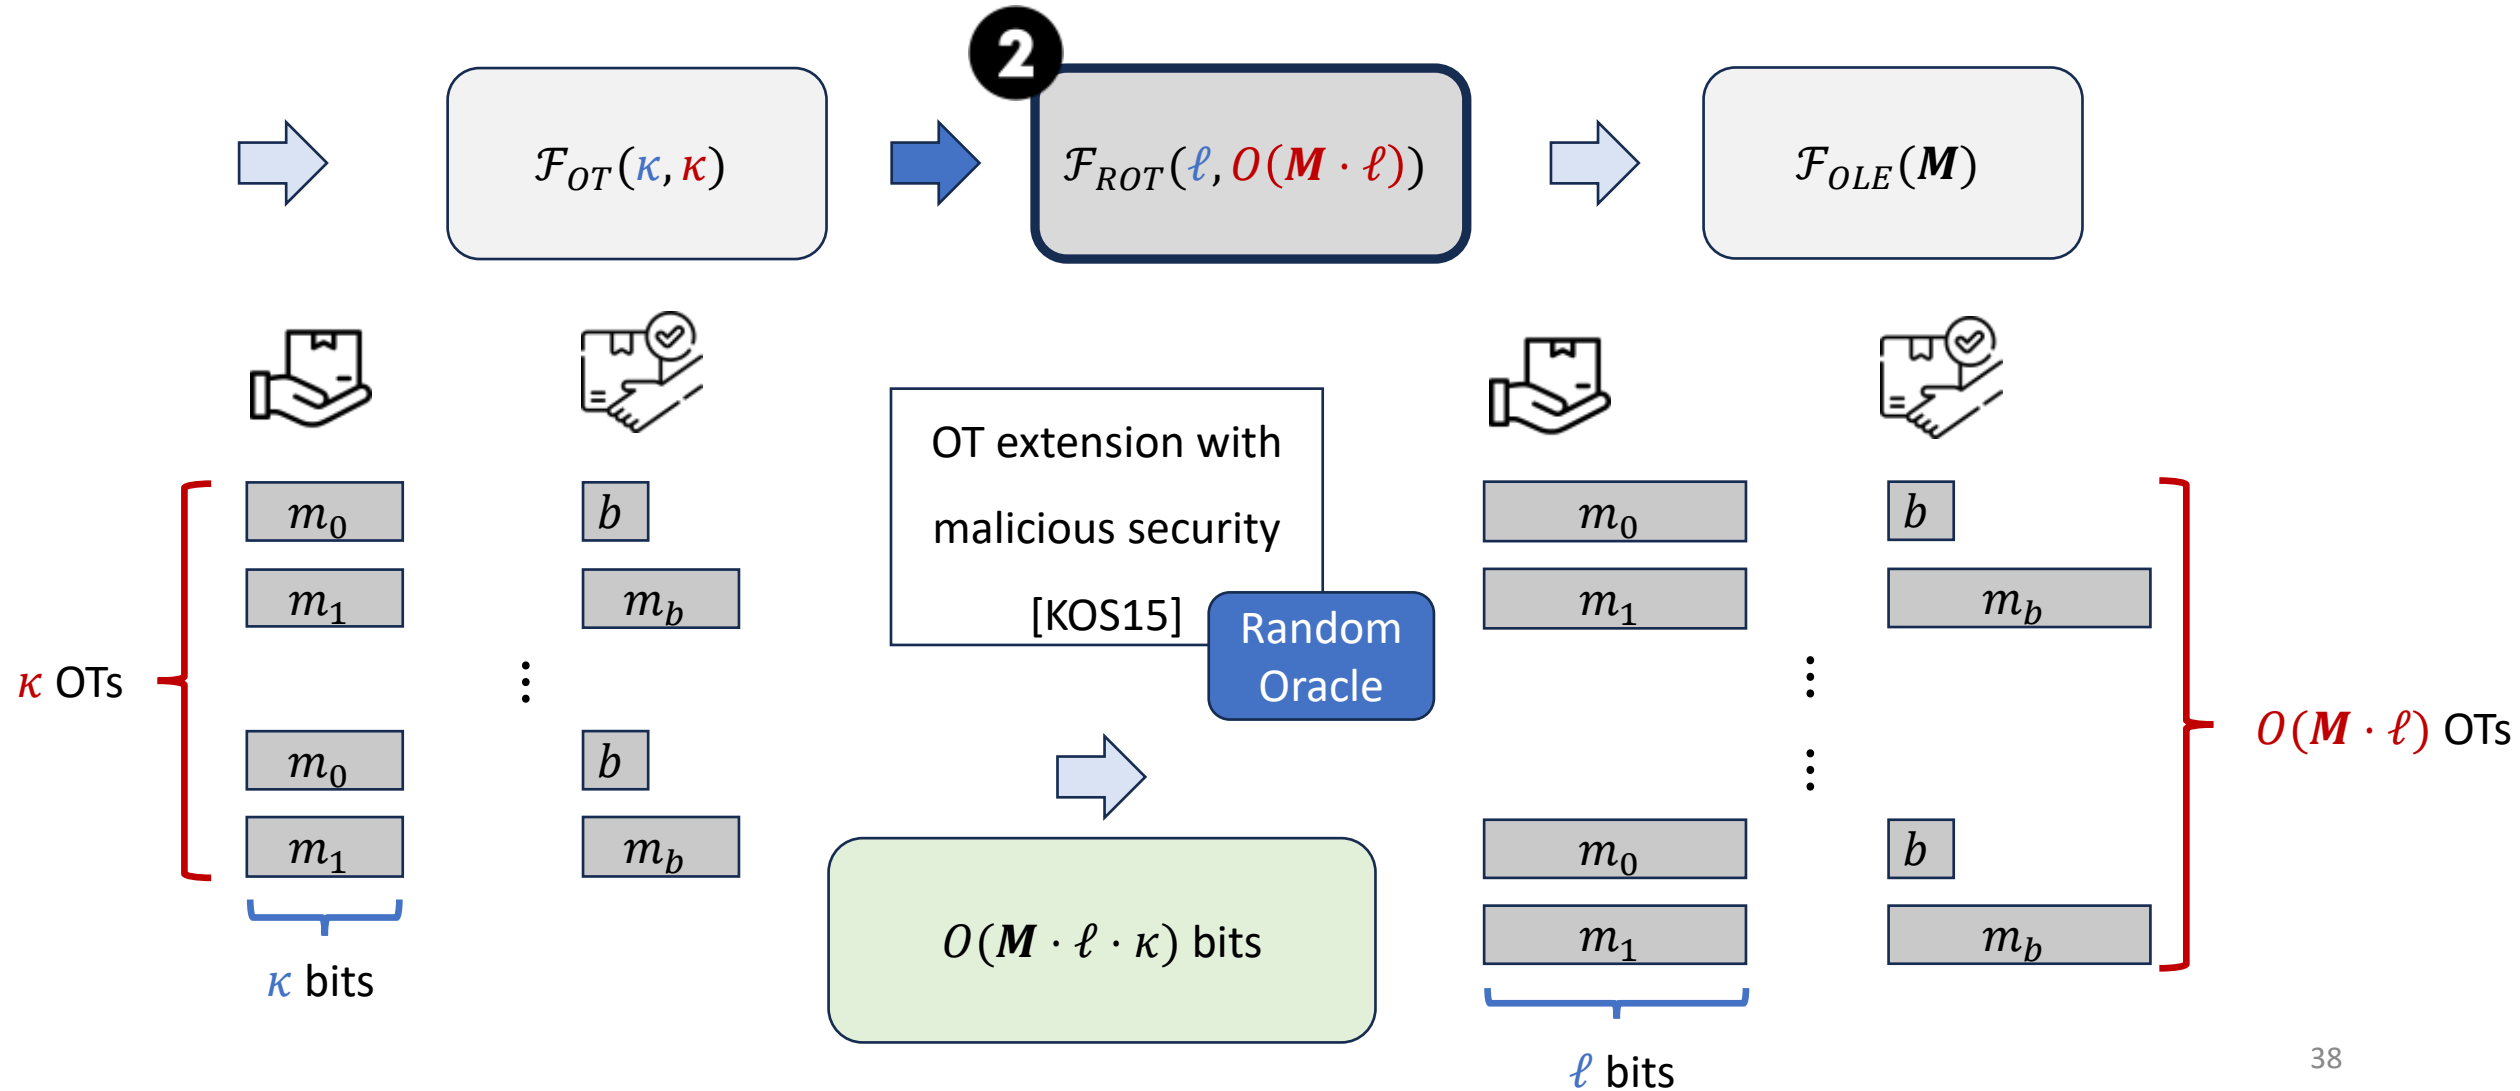 2
ℱ_OT(κ, κ)
ℱ_ROT(ℓ, O(M · ℓ))
ℱ_OLE(M)
OT extension with
malicious security
[KOS15]
Random
Oracle
m_0
b
m_1
m_b
⋮
κ OTs
m_0
b
m_1
m_b
κ bits
O(M · ℓ · κ) bits
m_0
b
m_1
m_b
⋮
⋮
O(M · ℓ) OTs
m_0
b
m_1
m_b
ℓ bits
38